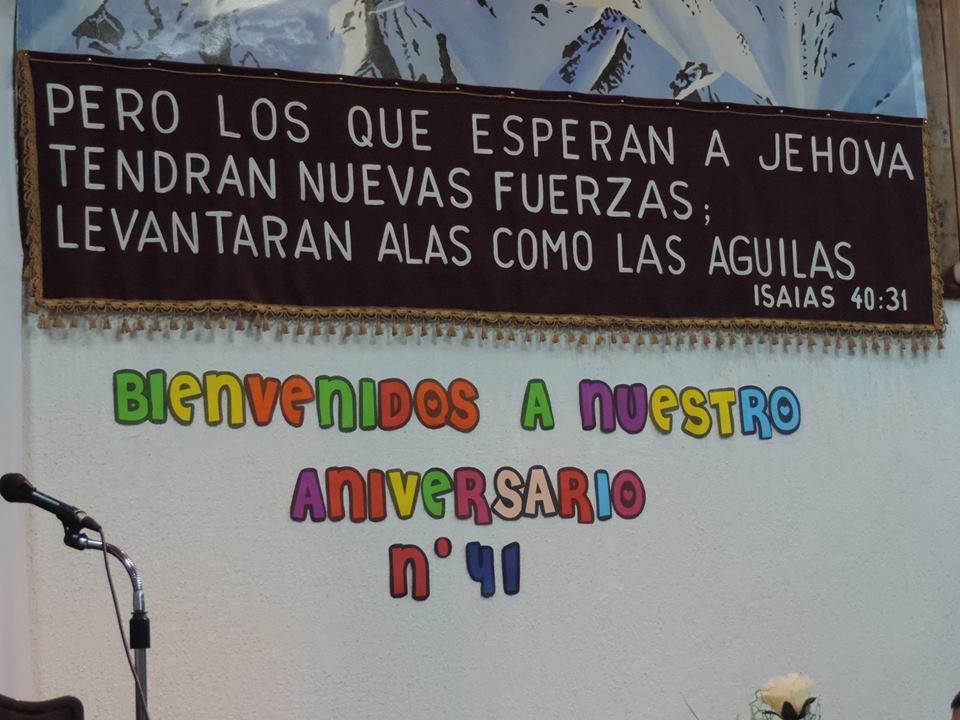 PERO LOS QUE ESPERAN A JEHOVA
TENDRAN NUEVAS FUERZAS;
LEVANTARAN ALAS COMO LAS AGUILAS
ISAIAS 40:31
BIenvenIDOS A nuesTRO
AnIveRSARIO
n° 41